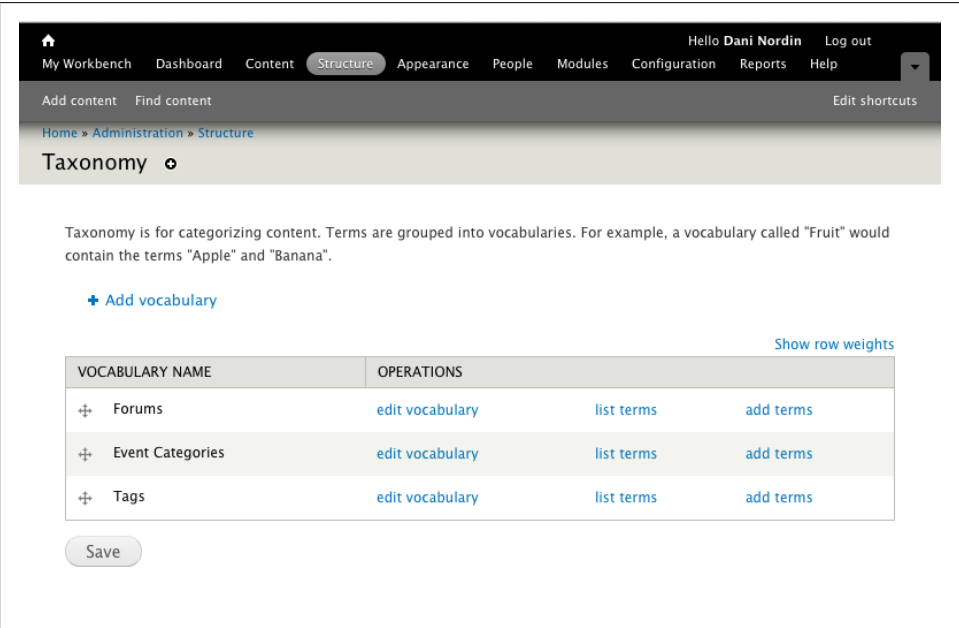 Hello Dani Nordin Log out
My Workbench Dashboard Content Structure Appearance People Modules Configuration Reports Help
Add content Find content Edit shortcuts
Home » Administration » Structure
Taxonomy
Taxonomy is for categorizing content. Terms are grouped into vocabularies. For example, a vocabulary called "Fruit" would
contain the terms "Apple" and "Banana".
Add vocabulary
Show row weights
VOCABULARY NAME OPERATIONS
Forums edit vocabulary list terms add terms
Event Categories edit vocabulary list terms add terms
Tags edit vocabulary list terms add terms
Save